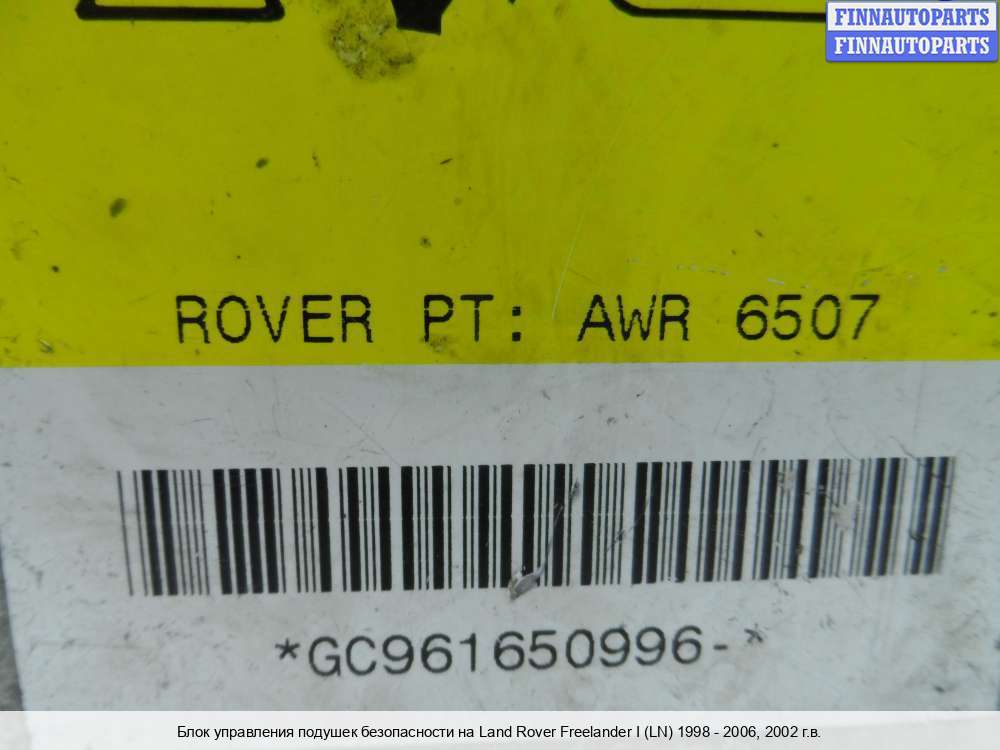 FINNAUTOPARTS
FINNAUTOPARTS
ROVER PT: AWR 6507
*GC961650996-*
Блок управления подушек безопасности на Land Rover Freelander I (LN) 1998 - 2006, 2002 г.в.